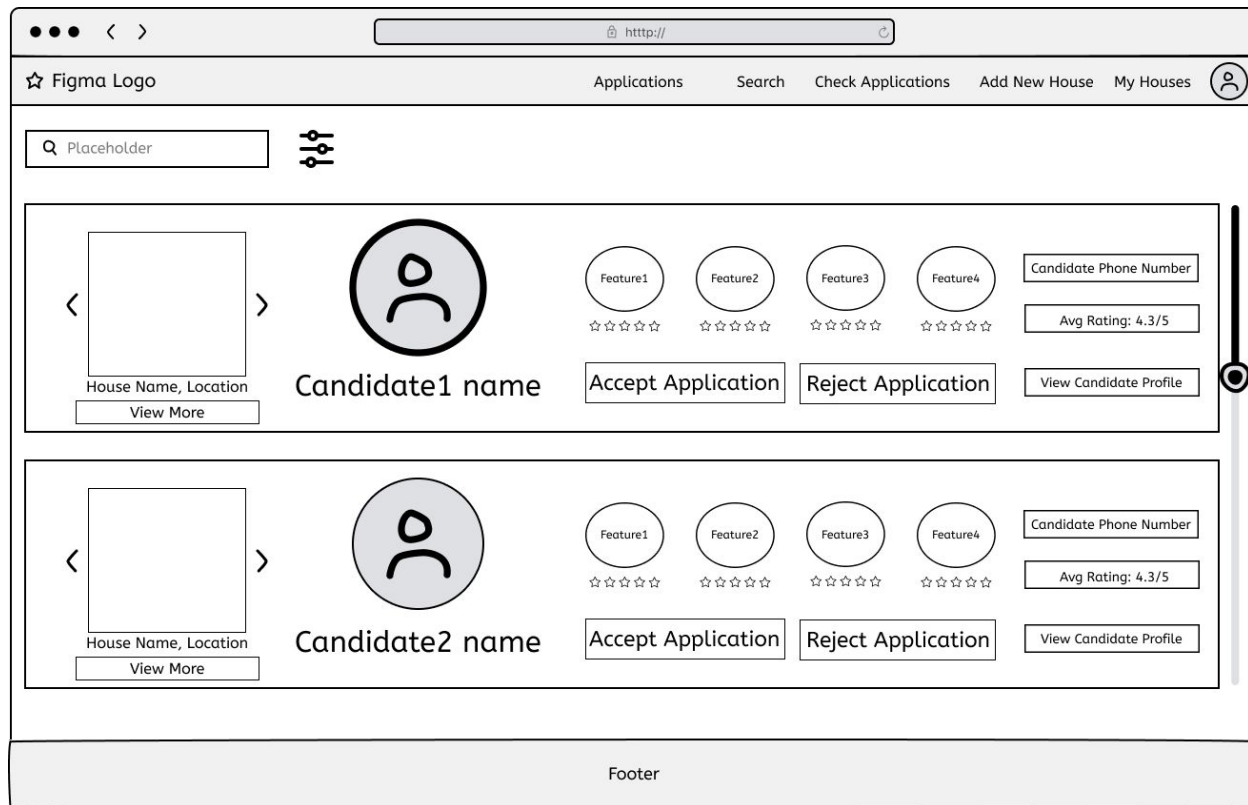 htttp://
Figma Logo
Applications Search Check Applications Add New House My Houses
Placeholder
House Name, Location
View More
Candidate1 name
Feature1 Feature2 Feature3 Feature4
Accept Application Reject Application
Candidate Phone Number
Avg Rating: 4.3/5
View Candidate Profile
House Name, Location
View More
Candidate2 name
Feature1 Feature2 Feature3 Feature4
Accept Application Reject Application
Candidate Phone Number
Avg Rating: 4.3/5
View Candidate Profile
Footer